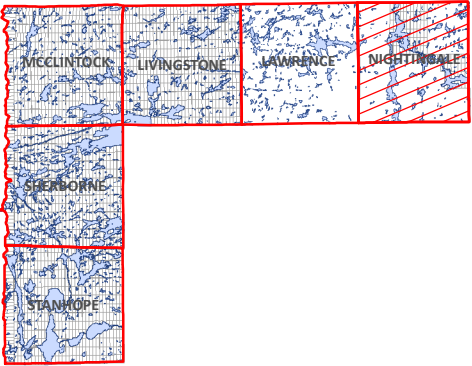 MCCLINTOCK
LIVINGSTONE
LAWRENCE
NIGHTINGALE
SHERBORNE
STANHOPE